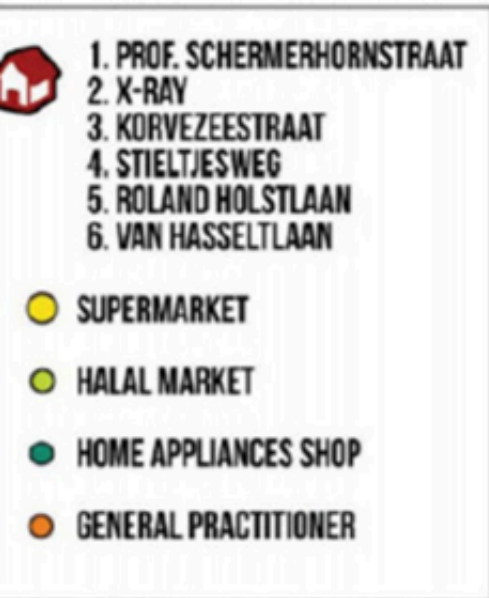 1. PROF. SCHERMERHORNSTRAAT
2. X-RAY
3. KORVEZEESTRAAT
4. STIELTJESWEG
5. ROLAND HOLSTLAAN
6. VAN HASSELTLAAN
SUPERMARKET
HALAL MARKET
HOME APPLIANCES SHOP
GENERAL PRACTITIONER